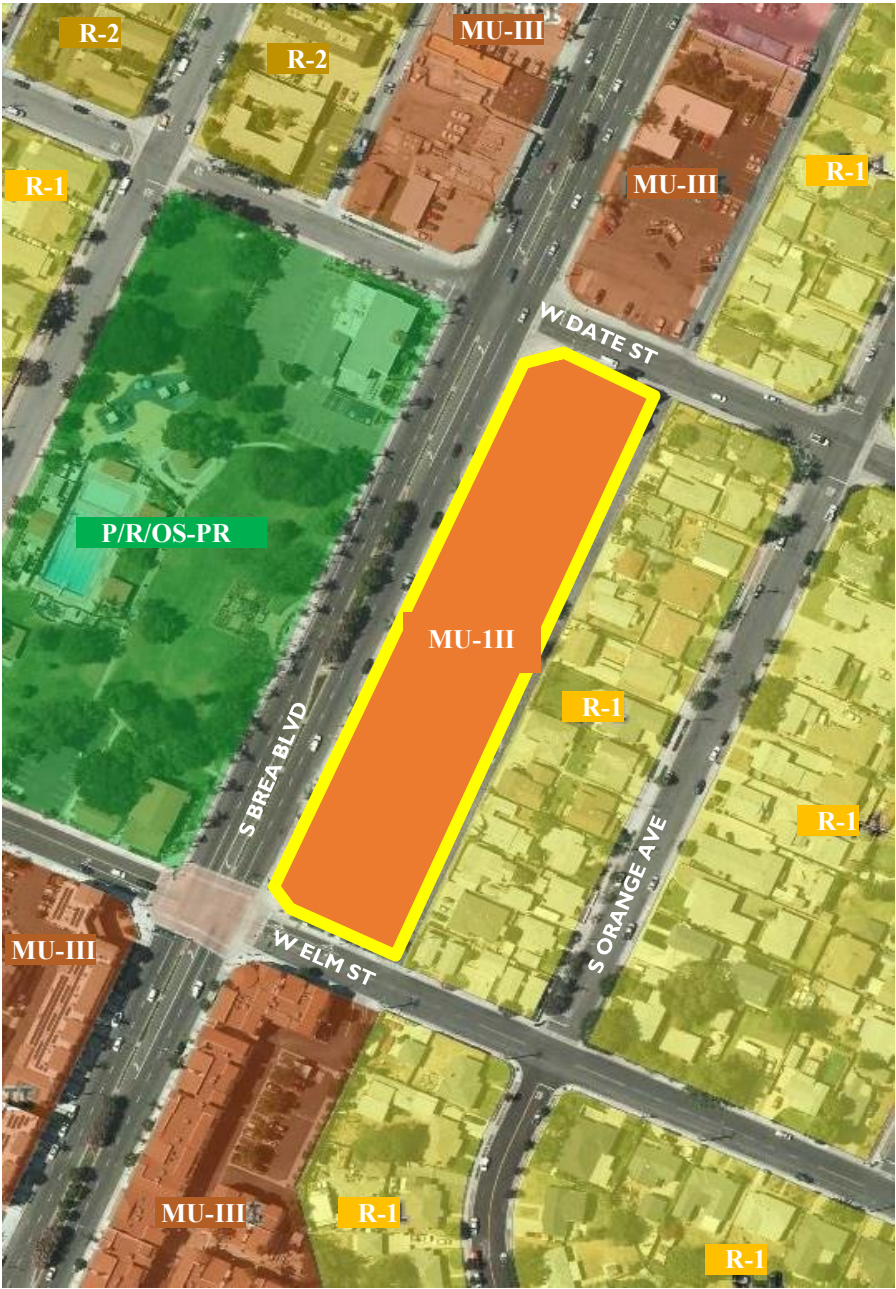 R-2
MU-III
R-2
R-1
R-1
MU-III
W DATE ST
P/R/OS-PR
MU-1II
R-1
S BREA BLVD
R-1
S ORANGE AVE
MU-III
W ELM ST
MU-III
R-1
R-1